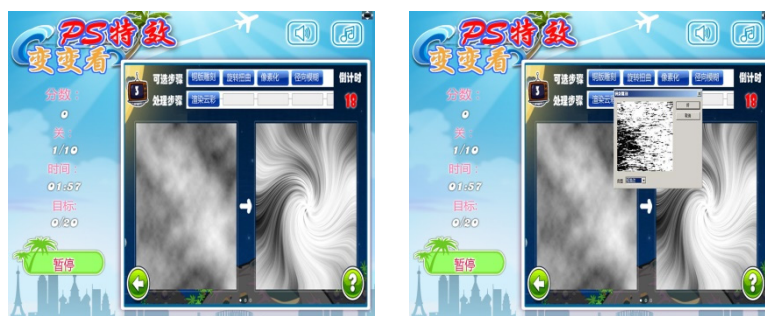 PS特效
变变看
可选步骤 铜版雕刻 旋转扭曲 像素化 径向模糊 倒计时
处理步骤 渲染云彩 18
分数:
0
关:
1/10
时间:
01:57
目标:
0/20
暂停
PS特效
变变看
可选步骤 铜版雕刻 旋转扭曲 像素化 径向模糊 倒计时
处理步骤 18
分数:
0
关:
1/10
时间:
01:57
目标:
0/20
暂停